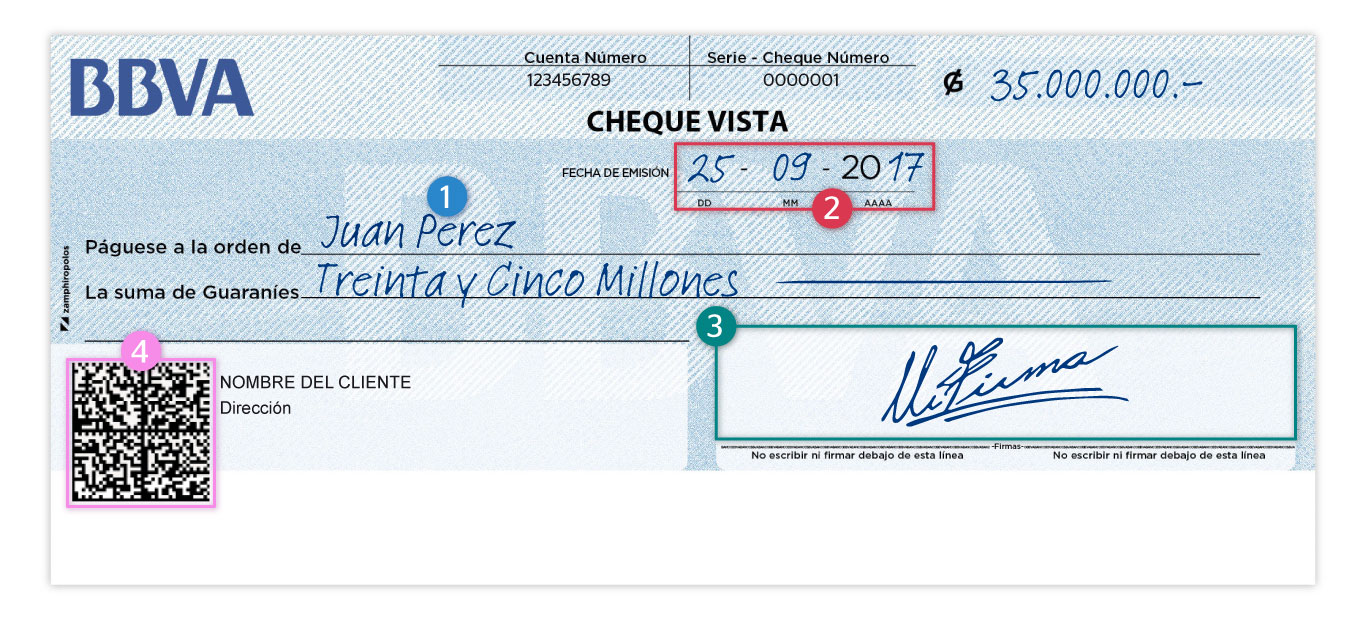 BBVA
Cuenta Número
123456789
Serie - Cheque Número
0000001
₲ 35.000.000.-
CHEQUE VISTA
FECHA DE EMISIÓN 25 - 09 - 2017
DD MM AAAA
1
2
Páguese a la orden de Juan Perez
La suma de Guaraníes Treinta y Cinco Millones
zamphiropolos
3
4
NOMBRE DEL CLIENTE
Dirección
Mi Firma
-Firmas-
No escribir ni firmar debajo de esta línea No escribir ni firmar debajo de esta línea